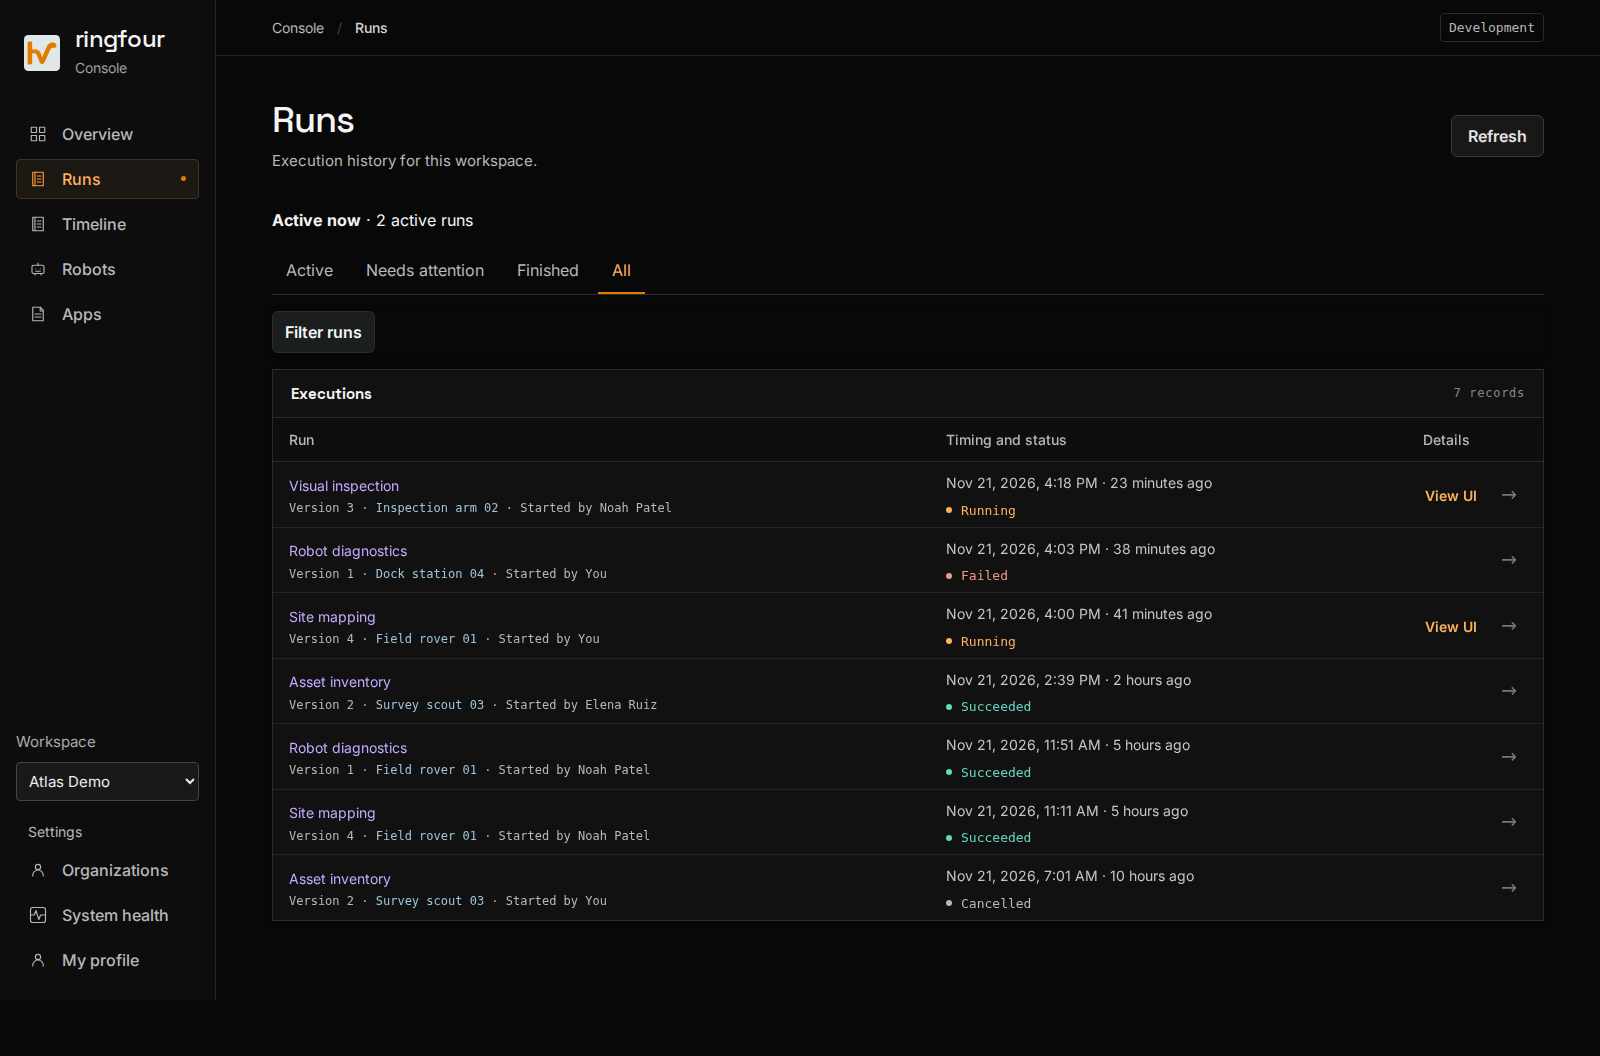 ringfour
Console
Overview
Runs
Timeline
Robots
Apps
Workspace
Atlas Demo
Settings
Organizations
System health
My profile
Console / Runs
Development
Runs
Execution history for this workspace.
Refresh
Active now · 2 active runs
Active Needs attention Finished All
Filter runs
Executions 7 records
Run Timing and status Details
Visual inspection
Version 3 · Inspection arm 02 · Started by Noah Patel
Nov 21, 2026, 4:18 PM · 23 minutes ago
Running
View UI →
Robot diagnostics
Version 1 · Dock station 04 · Started by You
Nov 21, 2026, 4:03 PM · 38 minutes ago
Failed
→
Site mapping
Version 4 · Field rover 01 · Started by You
Nov 21, 2026, 4:00 PM · 41 minutes ago
Running
View UI →
Asset inventory
Version 2 · Survey scout 03 · Started by Elena Ruiz
Nov 21, 2026, 2:39 PM · 2 hours ago
Succeeded
→
Robot diagnostics
Version 1 · Field rover 01 · Started by Noah Patel
Nov 21, 2026, 11:51 AM · 5 hours ago
Succeeded
→
Site mapping
Version 4 · Field rover 01 · Started by Noah Patel
Nov 21, 2026, 11:11 AM · 5 hours ago
Succeeded
→
Asset inventory
Version 2 · Survey scout 03 · Started by You
Nov 21, 2026, 7:01 AM · 10 hours ago
Cancelled
→